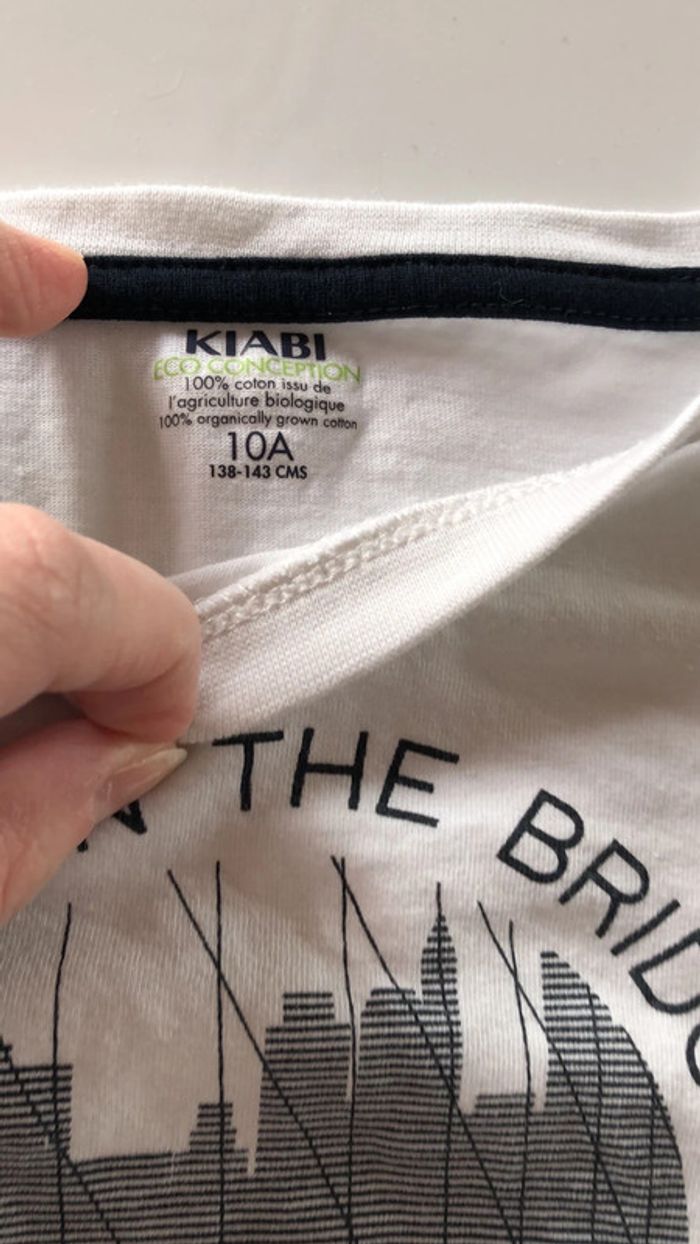 KIABI
ECO CONCEPTION
100% coton issu de
l'agriculture biologique
100% organically grown cotton
10A
138-143 CMS
THE